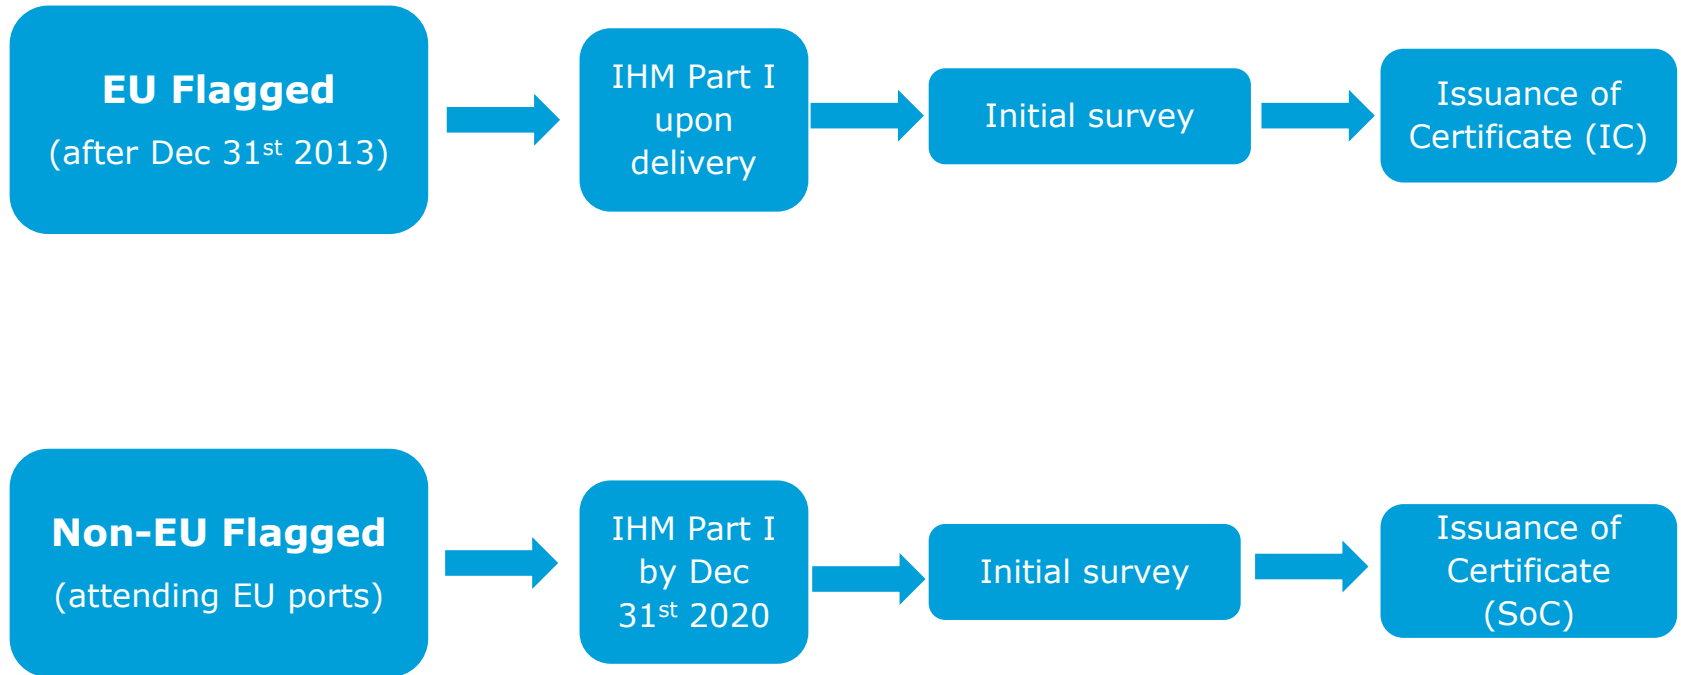 EU Flagged
(after Dec 31st 2013)
IHM Part I
upon
delivery
Initial survey
Issuance of
Certificate (IC)
Non-EU Flagged
(attending EU ports)
IHM Part I
by Dec
31st 2020
Initial survey
Issuance of
Certificate
(SoC)